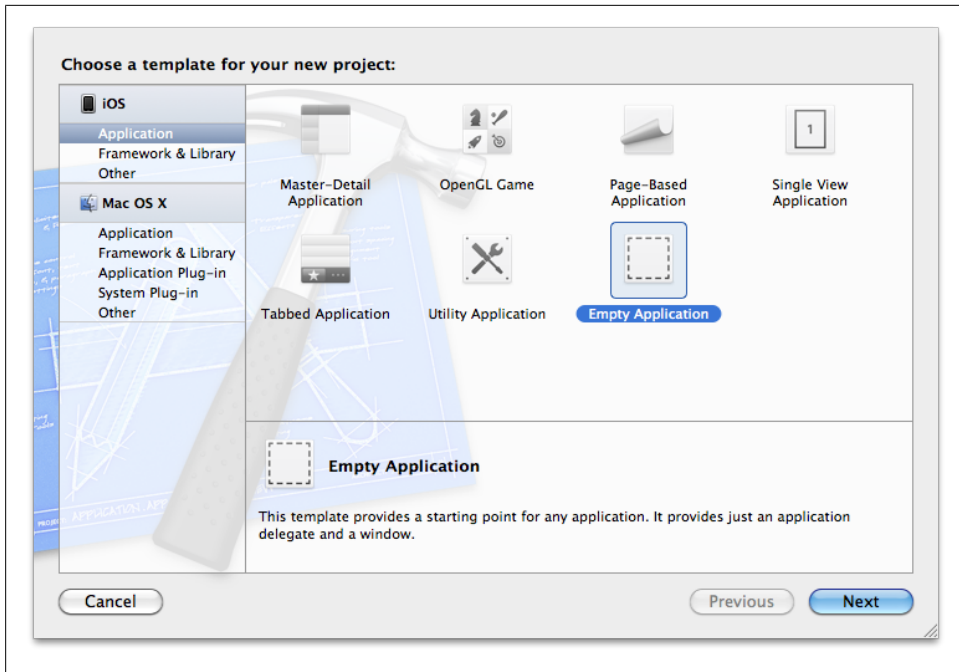 Choose a template for your new project:
iOS
Application
Framework & Library
Other
Mac OS X
Application
Framework & Library
Application Plug-in
System Plug-in
Other
Master-Detail
Application
OpenGL Game
Page-Based
Application
1
Single View
Application
Tabbed Application
Utility Application
Empty Application
Empty Application
This template provides a starting point for any application. It provides just an application
delegate and a window.
Cancel
Previous
Next